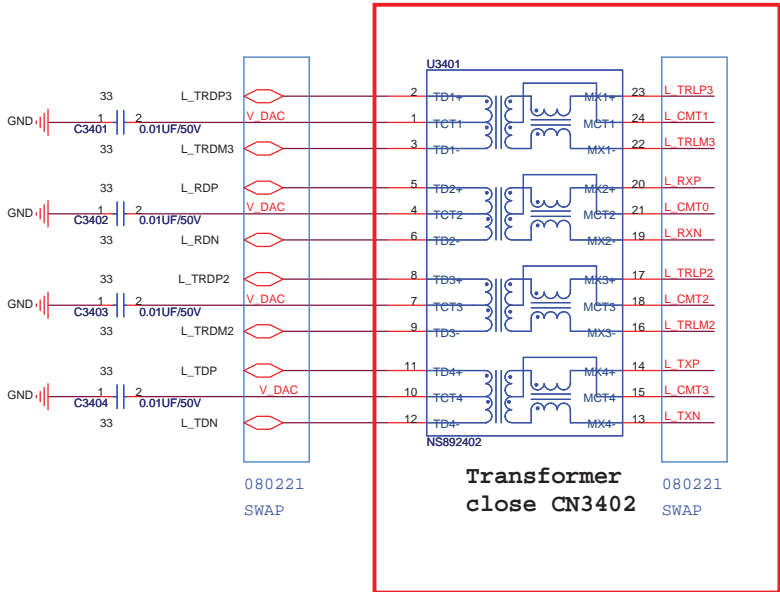 U3401
33 L_TRDP3 2 TD1+ MX1+ 23 L_TRLP3
GND 1 2 V_DAC 1 TCT1 MCT1 24 L_CMT1
C3401 0.01UF/50V
33 L_TRDM3 3 TD1- MX1- 22 L_TRLM3
33 L_RDP 5 TD2+ MX2+ 20 L_RXP
GND 1 2 V_DAC 4 TCT2 MCT2 21 L_CMT0
C3402 0.01UF/50V
33 L_RDN 6 TD2- MX2- 19 L_RXN
33 L_TRDP2 8 TD3+ MX3+ 17 L_TRLP2
GND 1 2 V_DAC 7 TCT3 MCT3 18 L_CMT2
C3403 0.01UF/50V
33 L_TRDM2 9 TD3- MX3- 16 L_TRLM2
33 L_TDP 11 TD4+ MX4+ 14 L_TXP
GND 1 2 V_DAC 10 TCT4 MCT4 15 L_CMT3
C3404 0.01UF/50V
33 L_TDN 12 TD4- MX4- 13 L_TXN
NS892402
Transformer
close CN3402
080221
SWAP
080221
SWAP